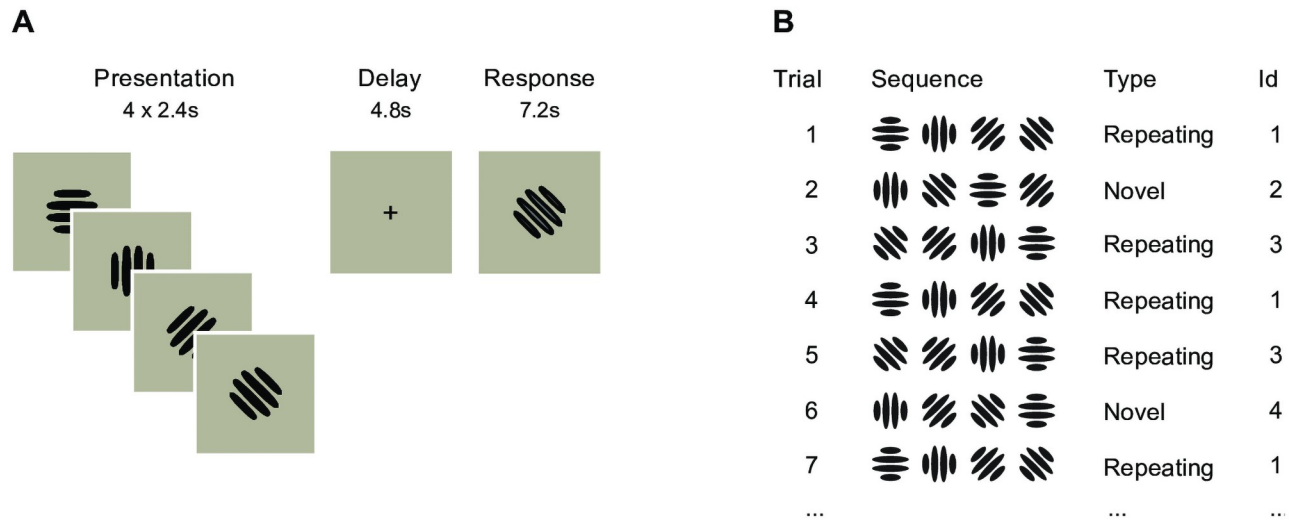 A
B
Presentation Delay Response
4 x 2.4s 4.8s 7.2s
+
Trial Sequence Type Id
1 Repeating 1
2 Novel 2
3 Repeating 3
4 Repeating 1
5 Repeating 3
6 Novel 4
7 Repeating 1
... ... ...